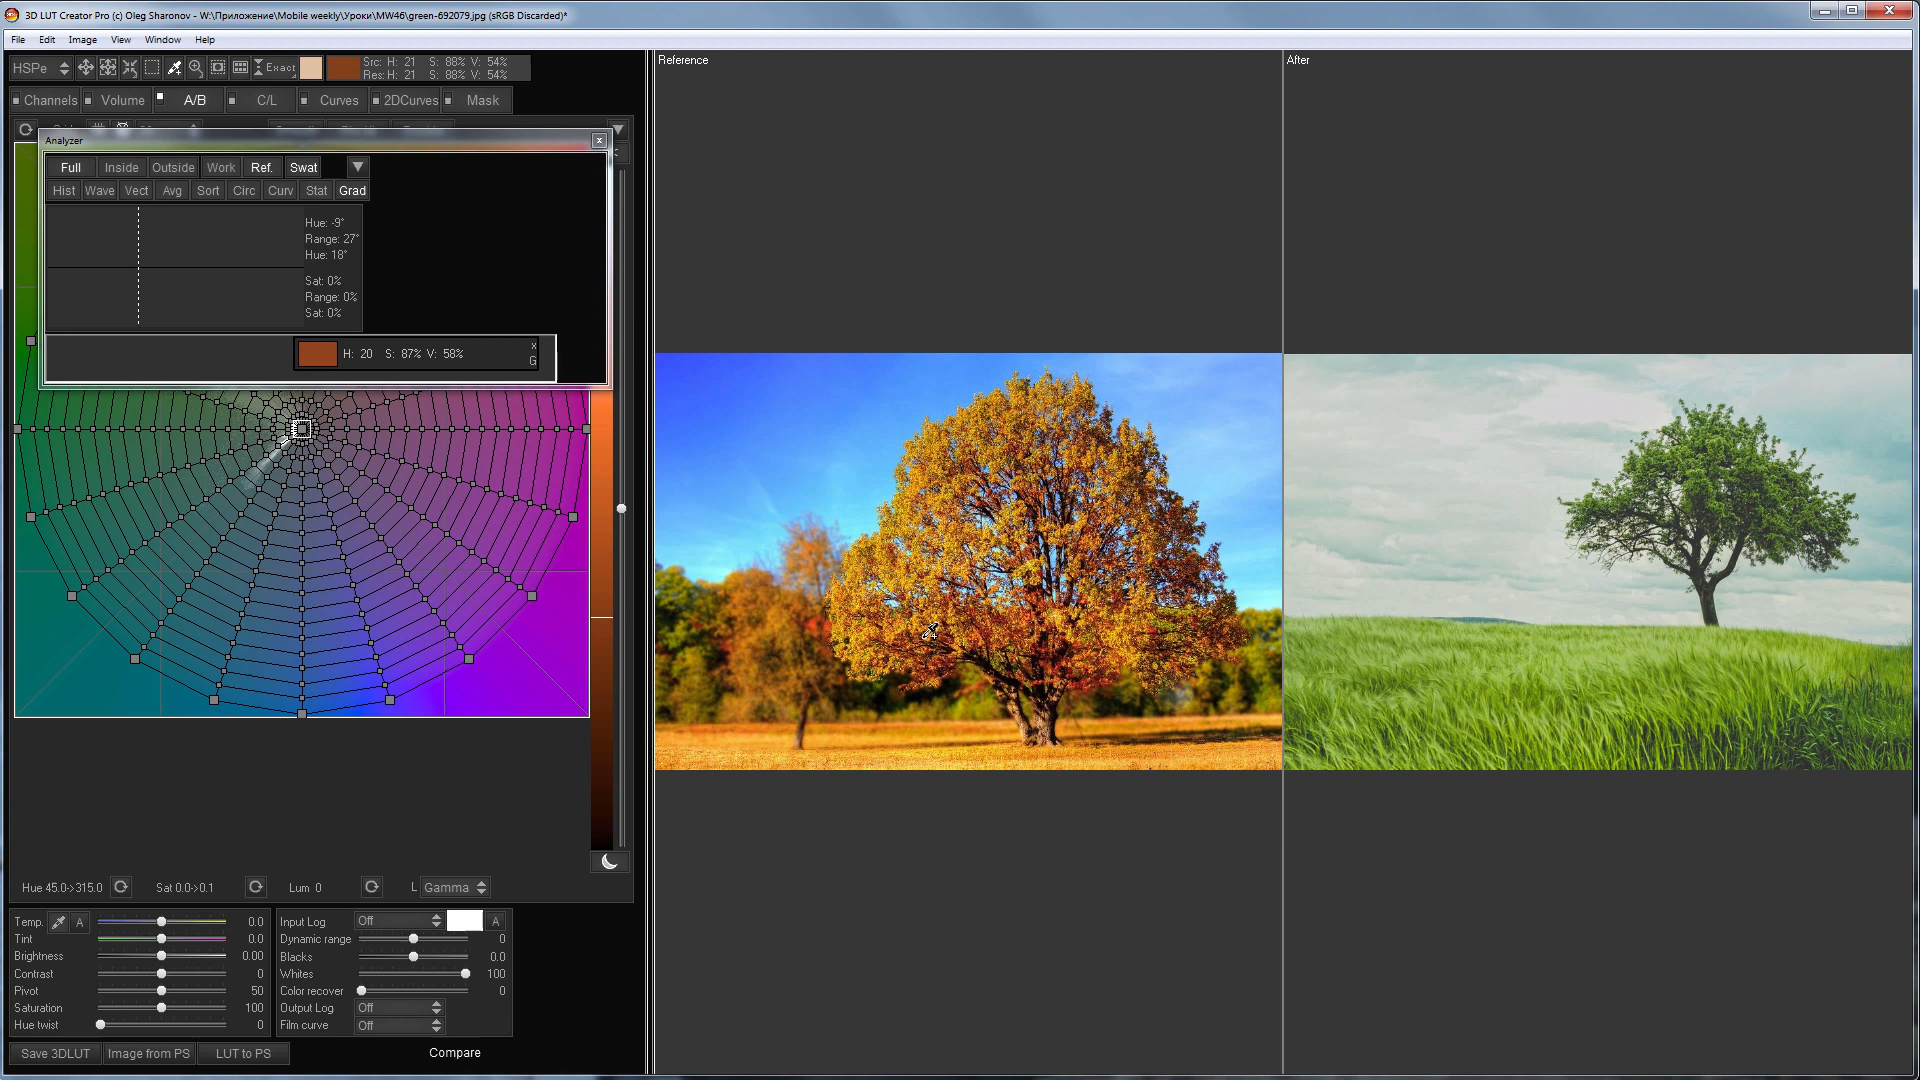 3D LUT Creator Pro (c) Oleg Sharonov - W:\Приложение\Mobile weekly\Уроки\MW46\green-692079.jpg (sRGB Discarded)*
File Edit Image View Window Help
HSPe Exact Src: H: 21 S: 88% V: 54%
Res: H: 21 S: 88% V: 54%
Channels Volume A/B C/L Curves 2DCurves Mask
Analyzer x
Full Inside Outside Work Ref. Swat
Hist Wave Vect Avg Sort Circ Curv Stat Grad
Hue: -9°
Range: 27°
Hue: 18°
Sat: 0%
Range: 0%
Sat: 0%
H: 20 S: 87% V: 58% x
G
Hue 45.0->315.0 Sat 0.0->0.1 Lum 0 L Gamma
Temp. A 0.0
Tint 0.0
Brightness 0.00
Contrast 0
Pivot 50
Saturation 100
Hue twist 0
Input Log Off A
Dynamic range 0
Blacks 0.0
Whites 100
Color recover 0
Output Log Off
Film curve Off
Save 3DLUT Image from PS LUT to PS Compare
Reference
After